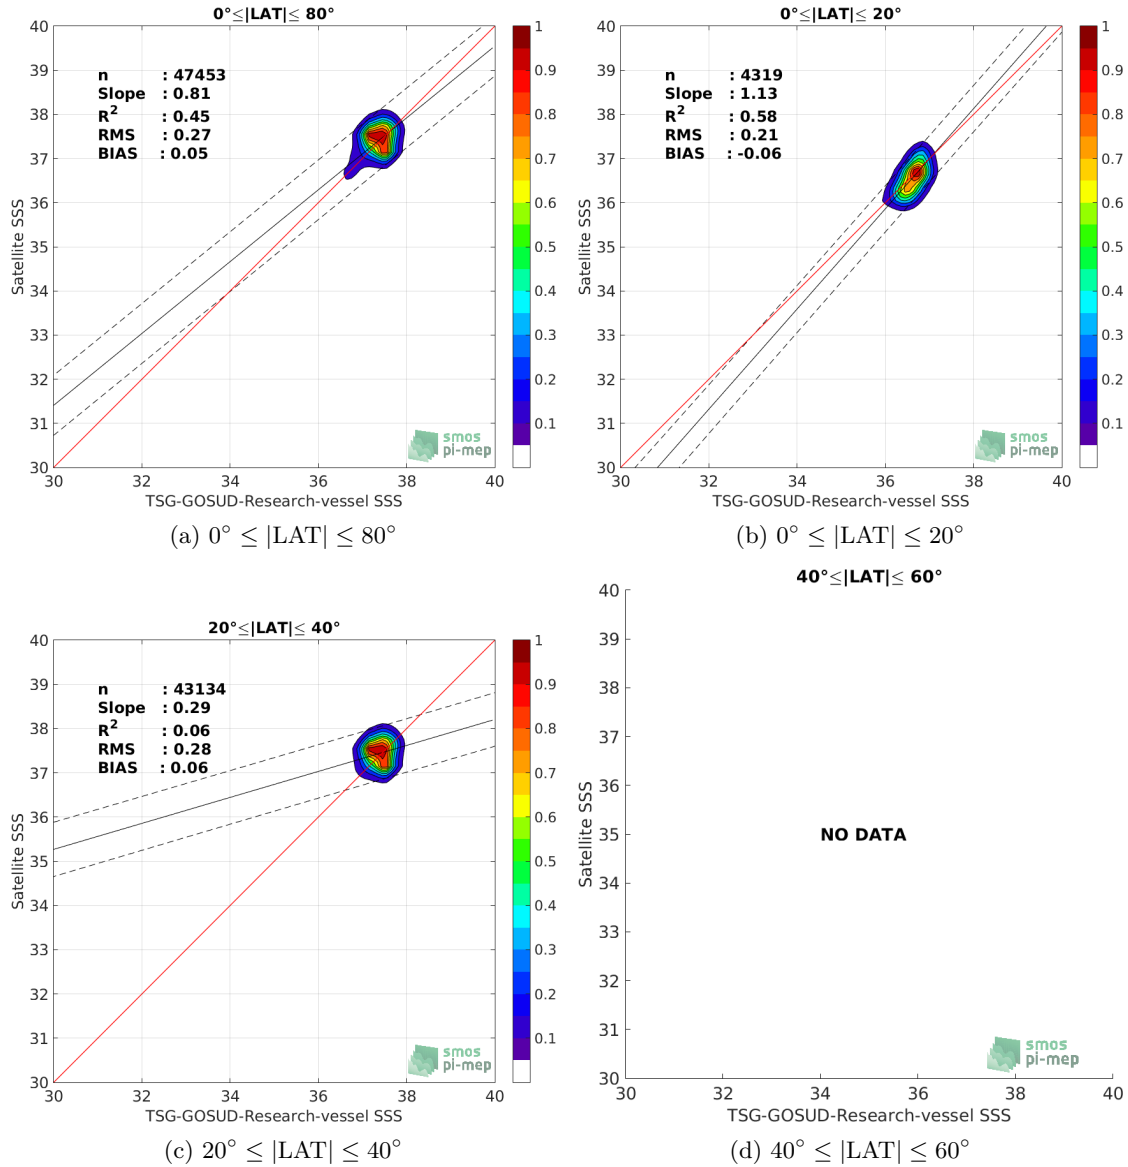 0°≤|LAT|≤ 80°
40
39
38
37
36
35
34
33
32
31
30
Satellite SSS
n : 47453
Slope : 0.81
R2 : 0.45
RMS : 0.27
BIAS : 0.05
smos
pi-mep
30 32 34 36 38 40
TSG-GOSUD-Research-vessel SSS
1
0.9
0.8
0.7
0.6
0.5
0.4
0.3
0.2
0.1
(a) 0° ≤ |LAT| ≤ 80°
0°≤|LAT|≤ 20°
40
39
38
37
36
35
34
33
32
31
30
Satellite SSS
n : 4319
Slope : 1.13
R2 : 0.58
RMS : 0.21
BIAS : -0.06
smos
pi-mep
30 32 34 36 38 40
TSG-GOSUD-Research-vessel SSS
1
0.9
0.8
0.7
0.6
0.5
0.4
0.3
0.2
0.1
(b) 0° ≤ |LAT| ≤ 20°
20°≤|LAT|≤ 40°
40
39
38
37
36
35
34
33
32
31
30
Satellite SSS
n : 43134
Slope : 0.29
R2 : 0.06
RMS : 0.28
BIAS : 0.06
smos
pi-mep
30 32 34 36 38 40
TSG-GOSUD-Research-vessel SSS
1
0.9
0.8
0.7
0.6
0.5
0.4
0.3
0.2
0.1
(c) 20° ≤ |LAT| ≤ 40°
40°≤|LAT|≤ 60°
40
39
38
37
36
35
34
33
32
31
30
Satellite SSS
NO DATA
smos
pi-mep
30 32 34 36 38 40
TSG-GOSUD-Research-vessel SSS
(d) 40° ≤ |LAT| ≤ 60°